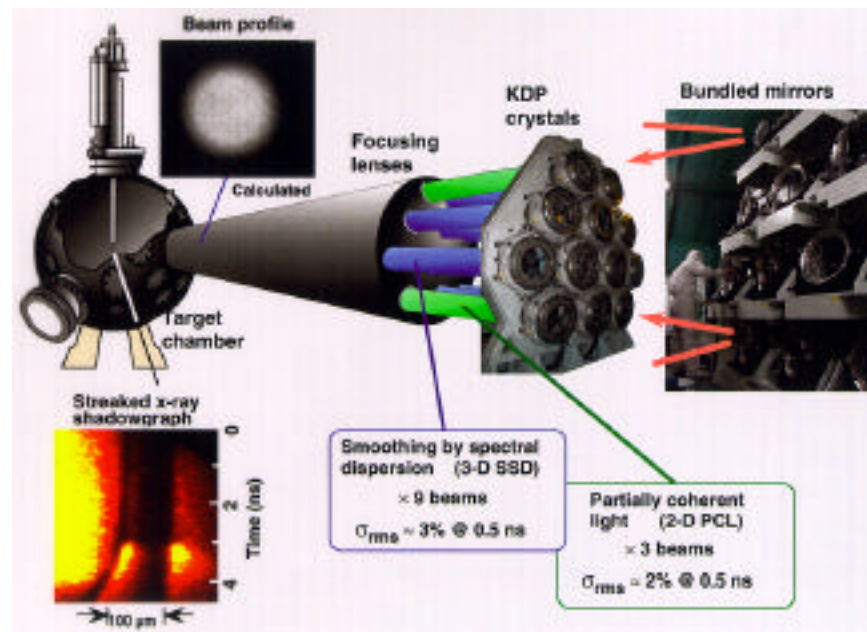 Beam profile
Calculated
Focusing
lenses
KDP
crystals
Bundled mirrors
Target
chamber
Streaked x-ray
shadowgraph
0
2
4
Time (ns)
100 μm
Smoothing by spectral
dispersion (3-D SSD)
× 9 beams
σrms ≈ 3% @ 0.5 ns
Partially coherent
light (2-D PCL)
× 3 beams
σrms ≈ 2% @ 0.5 ns